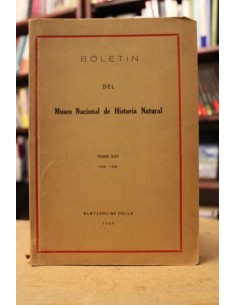 BOLETIN
DEL
Museo Nacional de Historia Natural
TOMO
SANTIAGO DE CHILE